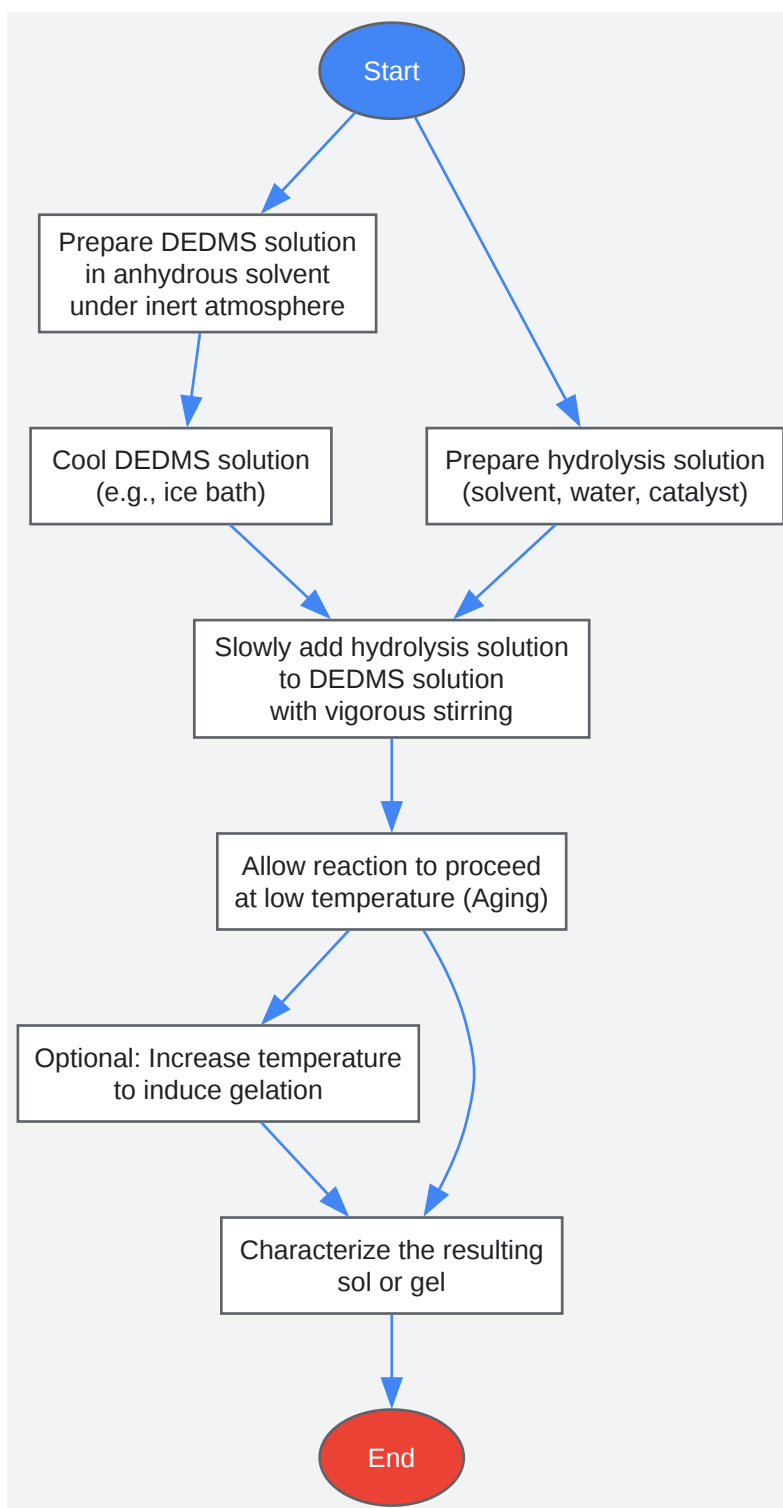 Start
Prepare DEDMS solution
in anhydrous solvent
under inert atmosphere
Cool DEDMS solution
(e.g., ice bath)
Prepare hydrolysis solution
(solvent, water, catalyst)
Slowly add hydrolysis solution
to DEDMS solution
with vigorous stirring
Allow reaction to proceed
at low temperature (Aging)
Optional: Increase temperature
to induce gelation
Characterize the resulting
sol or gel
End